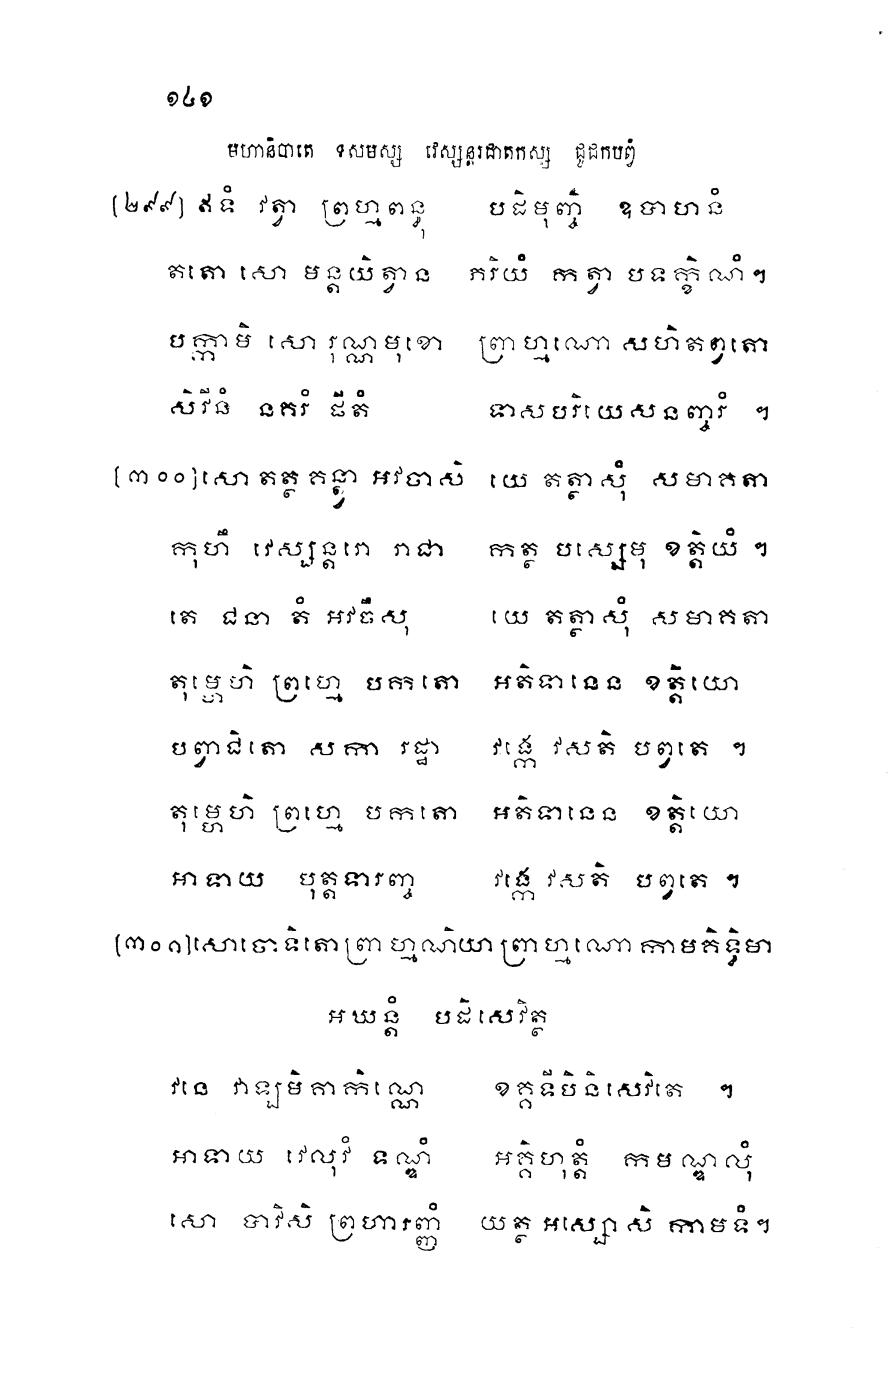 ១៤១
មហានិបាតេ ទសមស្ស វេស្សន្តរជាតកស្ស ជូជកបព្វំ
(២៩៩) ឥទំ វត្វា ព្រហ្មពន្ធុ បដិមុញ្ចិ ឧបាហនំ
តតោ សោ មន្តយិត្វាន ភរិយំ កត្វា បទក្ខិណំ។
បក្កាមិ សោ រុណ្ណមុខោ ព្រាហ្មណោ សហិតព្វតោ
សិវីនំ នគរំ ផីតំ ទាសបរិយេសនញ្ចរំ ។
(៣០០)សោ តត្ថ គន្ត្វា អវចាសិ យេ តត្ថាសុំ សមាគតា
កុហឹ វេស្សន្តរោ រាជា កត្ថ បស្សេមុ ខត្តិយំ ។
តេ ជនា តំ អវចឹសុ យេ តត្ថាសុំ សមាគតា
តុម្ហេហិ ព្រហ្មេ បកតោ អតិទានេន ខត្តិយោ
បព្វាជិតោ សកា រដ្ឋា វង្កេ វសតិ បព្វតេ ។
តុម្ហេហិ ព្រហ្មេ បកតោ អតិទានេន ខត្តិយោ
អាទាយ បុត្តទារញ្ច វង្កេ វសតិ បព្វតេ ។
(៣០១)សោចោទិតោ ព្រាហ្មណិយា ព្រាហ្មណោ កាមគិទ្ធិមា
អឃន្តំ បដិសេវិត្ថ
វនេ វាឡមិគាកិណ្ណេ ខគ្គទីបិនិសេវិតេ ។
អាទាយ វេលុវំ ទណ្ឌំ អគ្គិហុត្តំ កមណ្ឌលុំ
សោ បាវិសិ ព្រហារញ្ញំ យត្ថ អស្សោសិ កាមទំ។